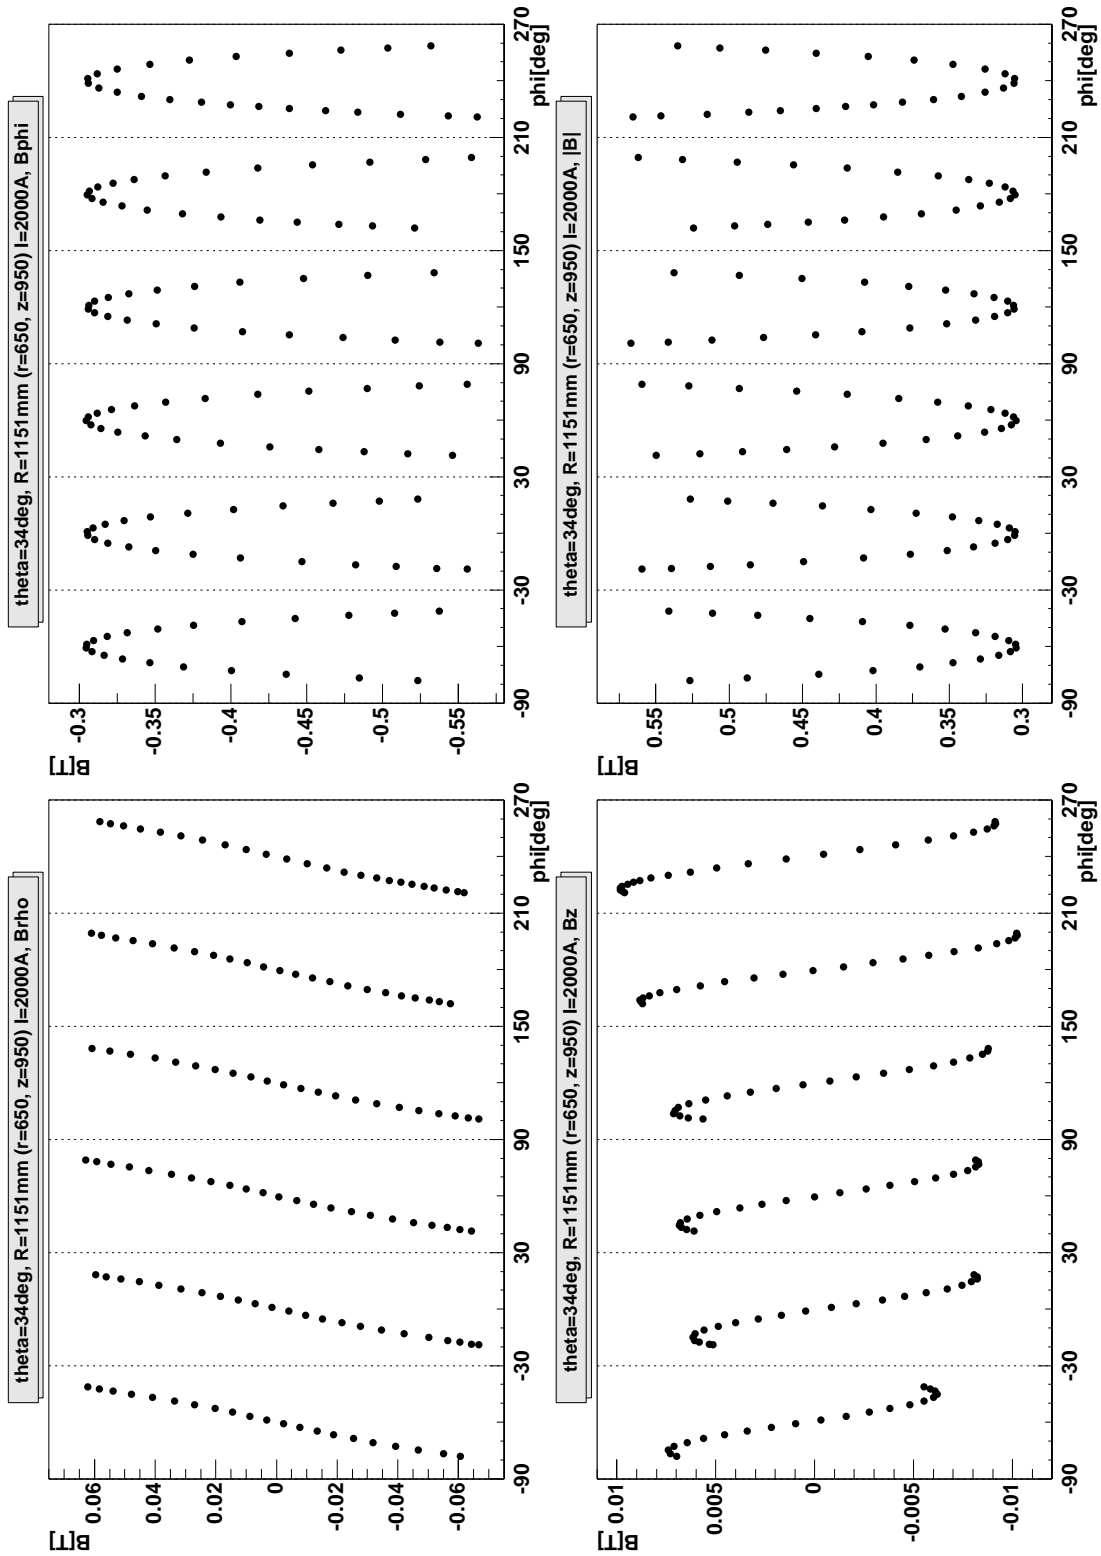 theta=34deg, R=1151mm (r=650, z=950) I=2000A, Brho
B[T]
0.06
0.04
0.02
0
-0.02
-0.04
-0.06
-90 -30 30 90 150 210 270
phi[deg]
theta=34deg, R=1151mm (r=650, z=950) I=2000A, Bphi
B[T]
-0.3
-0.35
-0.4
-0.45
-0.5
-0.55
-90 -30 30 90 150 210 270
phi[deg]
theta=34deg, R=1151mm (r=650, z=950) I=2000A, Bz
B[T]
0.01
0.005
0
-0.005
-0.01
-90 -30 30 90 150 210 270
phi[deg]
theta=34deg, R=1151mm (r=650, z=950) I=2000A, |B|
B[T]
0.55
0.5
0.45
0.4
0.35
0.3
-90 -30 30 90 150 210 270
phi[deg]